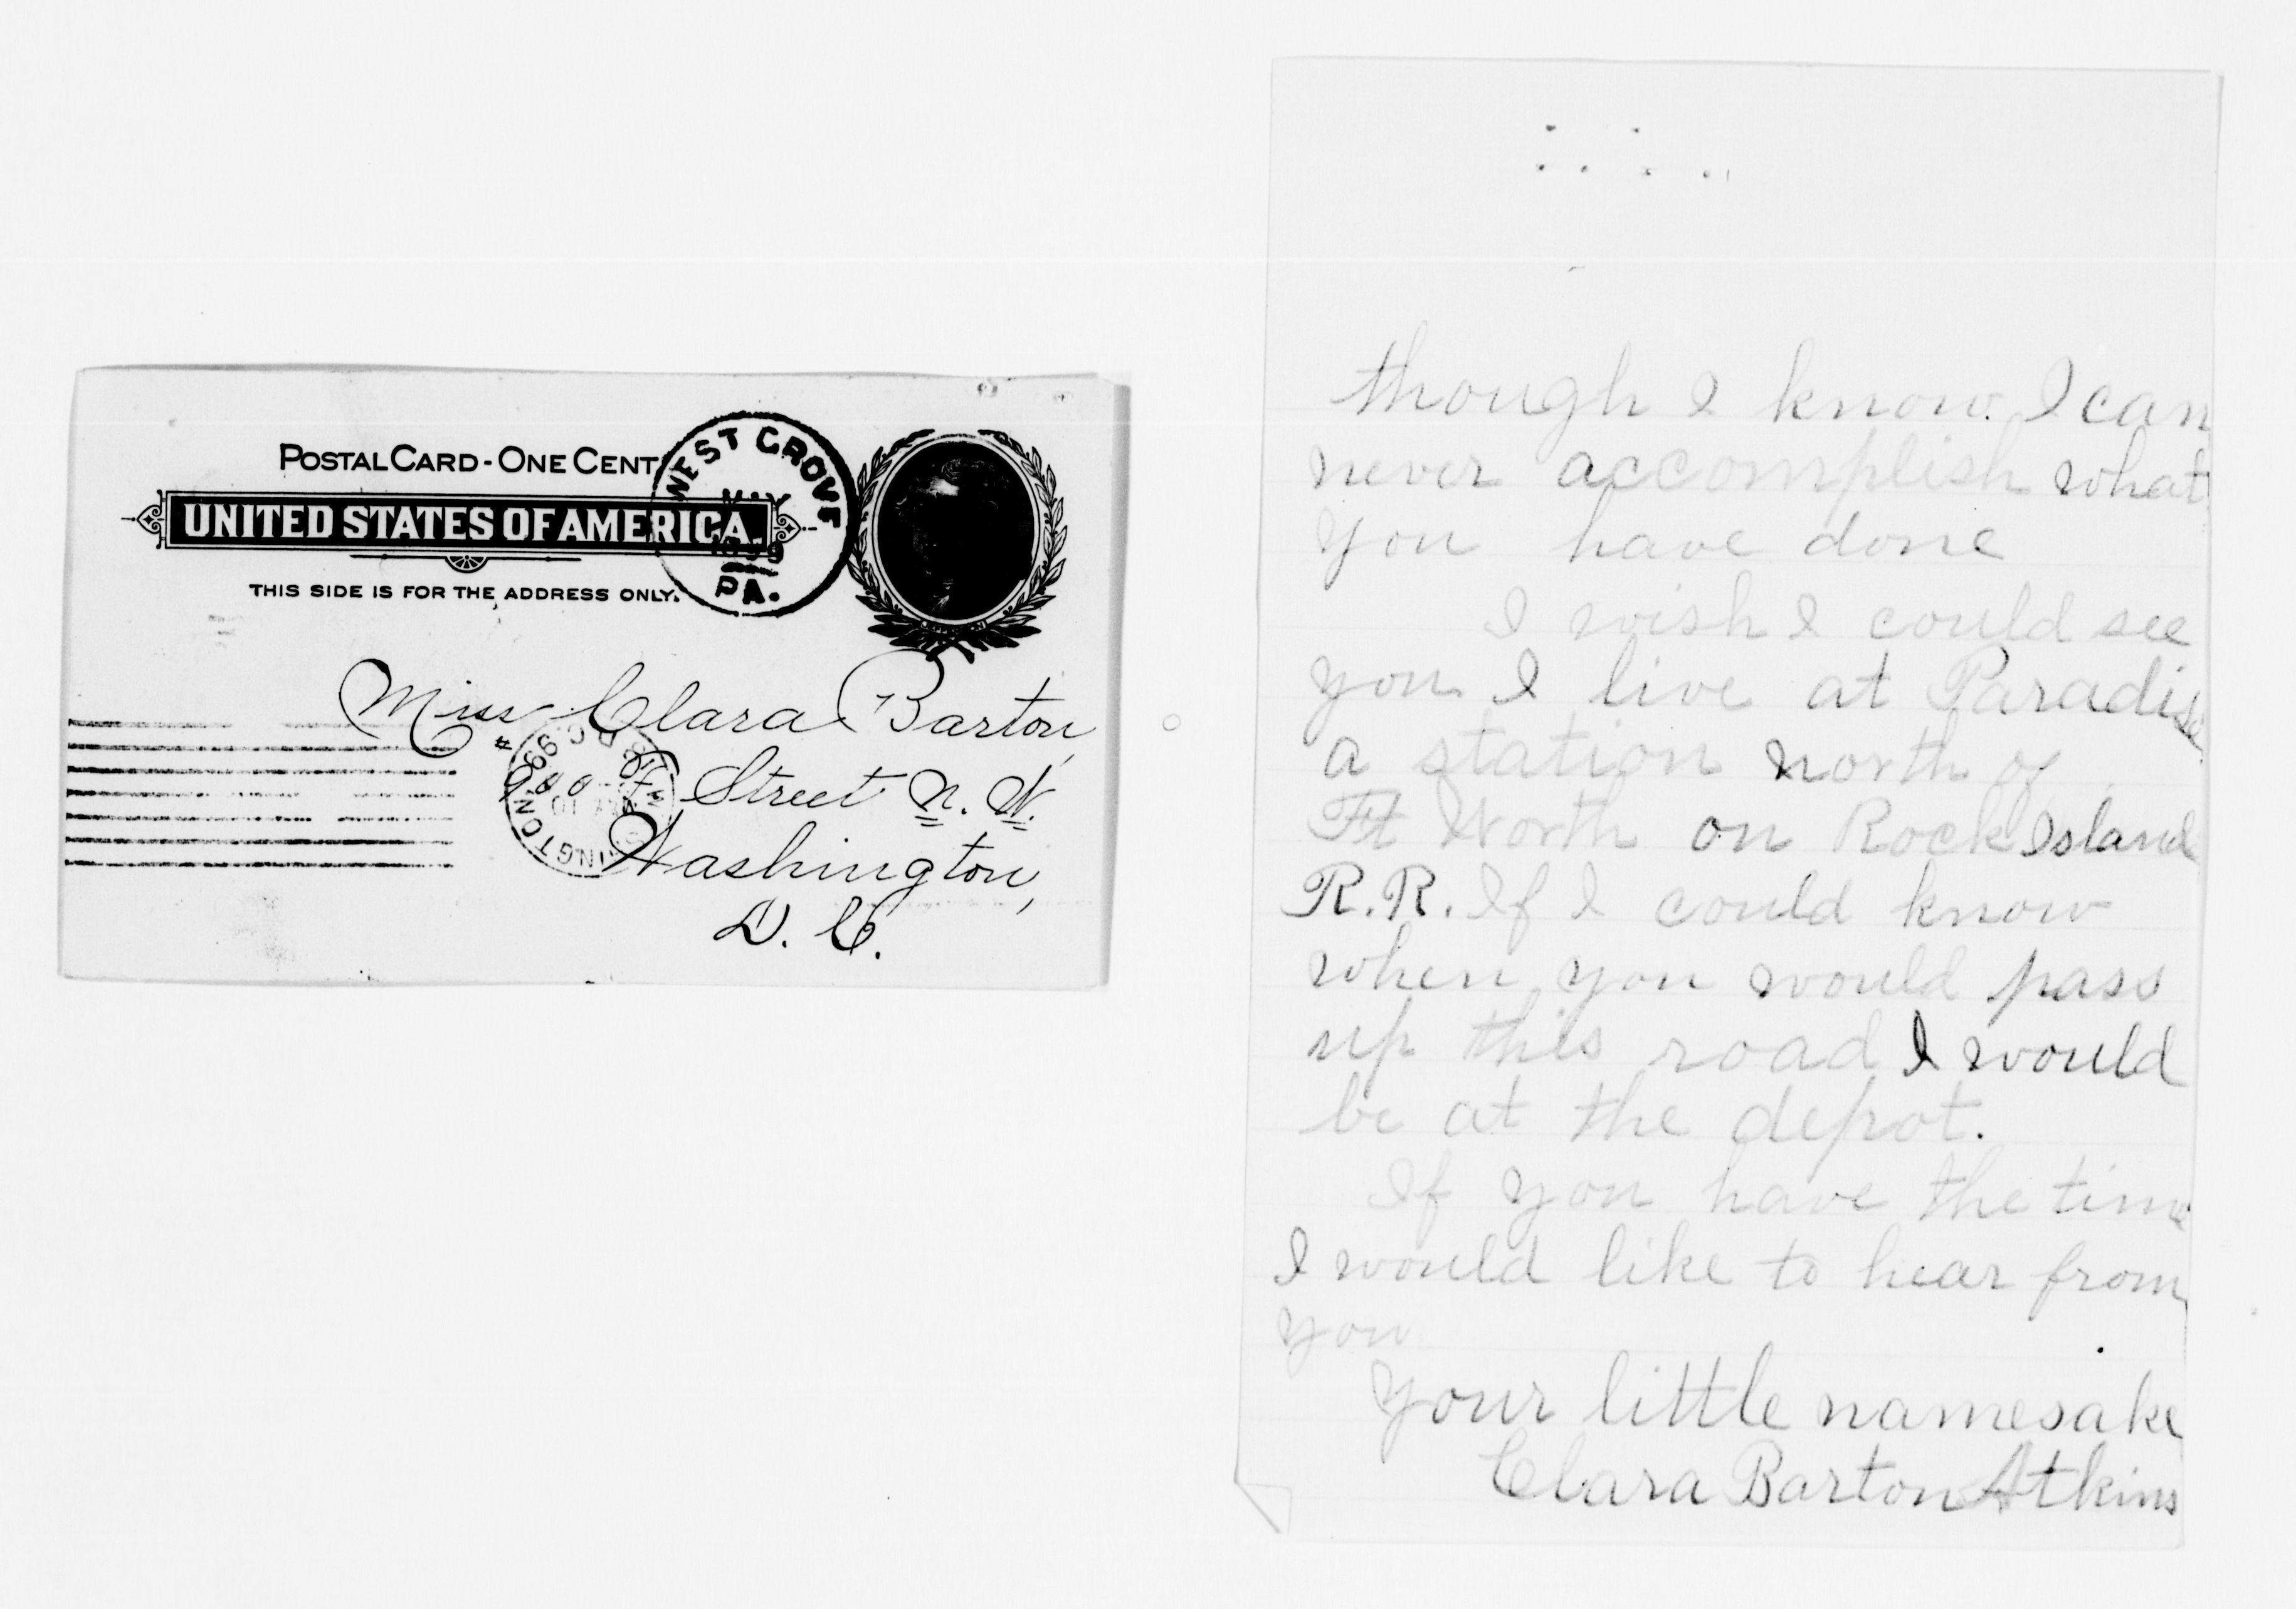 POSTAL CARD - ONE CENT
UNITED STATES OF AMERICA.
THIS SIDE IS FOR THE ADDRESS ONLY.
WEST GROVE
MAY
1899
PA.
Miss Clara Barton,
Street N. W.
Washington,
D. C.
though I know I can
never accomplish what
you have done
I wish I could see
you I live at Paradise
a station north of
Ft Worth on Rock Island
R.R. If I could know
when you would pass
up this road I would
be at the depot.
If you have the time
I would like to hear from
you
Your little namesake
Clara Barton Atkins